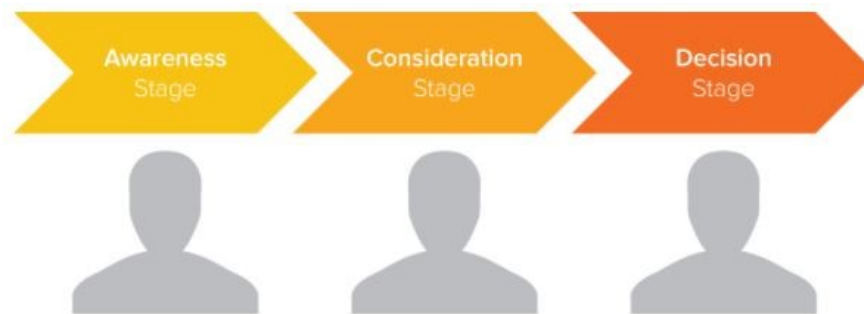 Awareness
Stage
Consideration
Stage
Decision
Stage